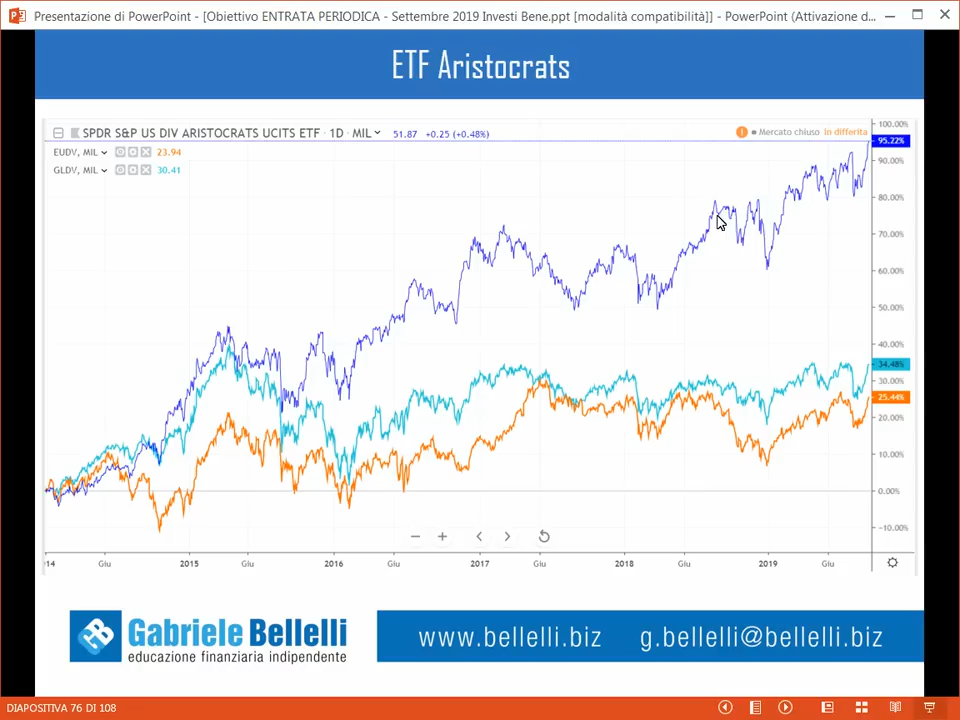 Presentazione di PowerPoint - [Obiettivo ENTRATA PERIODICA - Settembre 2019 Investi Bene.ppt [modalità compatibilità]] - PowerPoint (Attivazione d...
ETF Aristocrats
SPDR S&P US DIV ARISTOCRATS UCITS ETF · 1D · MIL 51.87 +0.25 (+0.48%)
Mercato chiuso In differita
EUDV, MIL 23.94
GLDV, MIL 30.41
100.00%
95.22%
90.00%
80.00%
70.00%
60.00%
50.00%
40.00%
34.48%
30.00%
25.44%
20.00%
10.00%
0.00%
-10.00%
14 Giu 2015 Giu 2016 Giu 2017 Giu 2018 Giu 2019 Giu
Gabriele Bellelli
educazione finanziaria indipendente
www.bellelli.biz g.bellelli@bellelli.biz
DIAPOSITIVA 76 DI 108